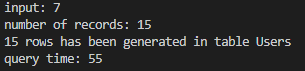 input: 7
number of records: 15
15 rows has been generated in table Users
query time: 55